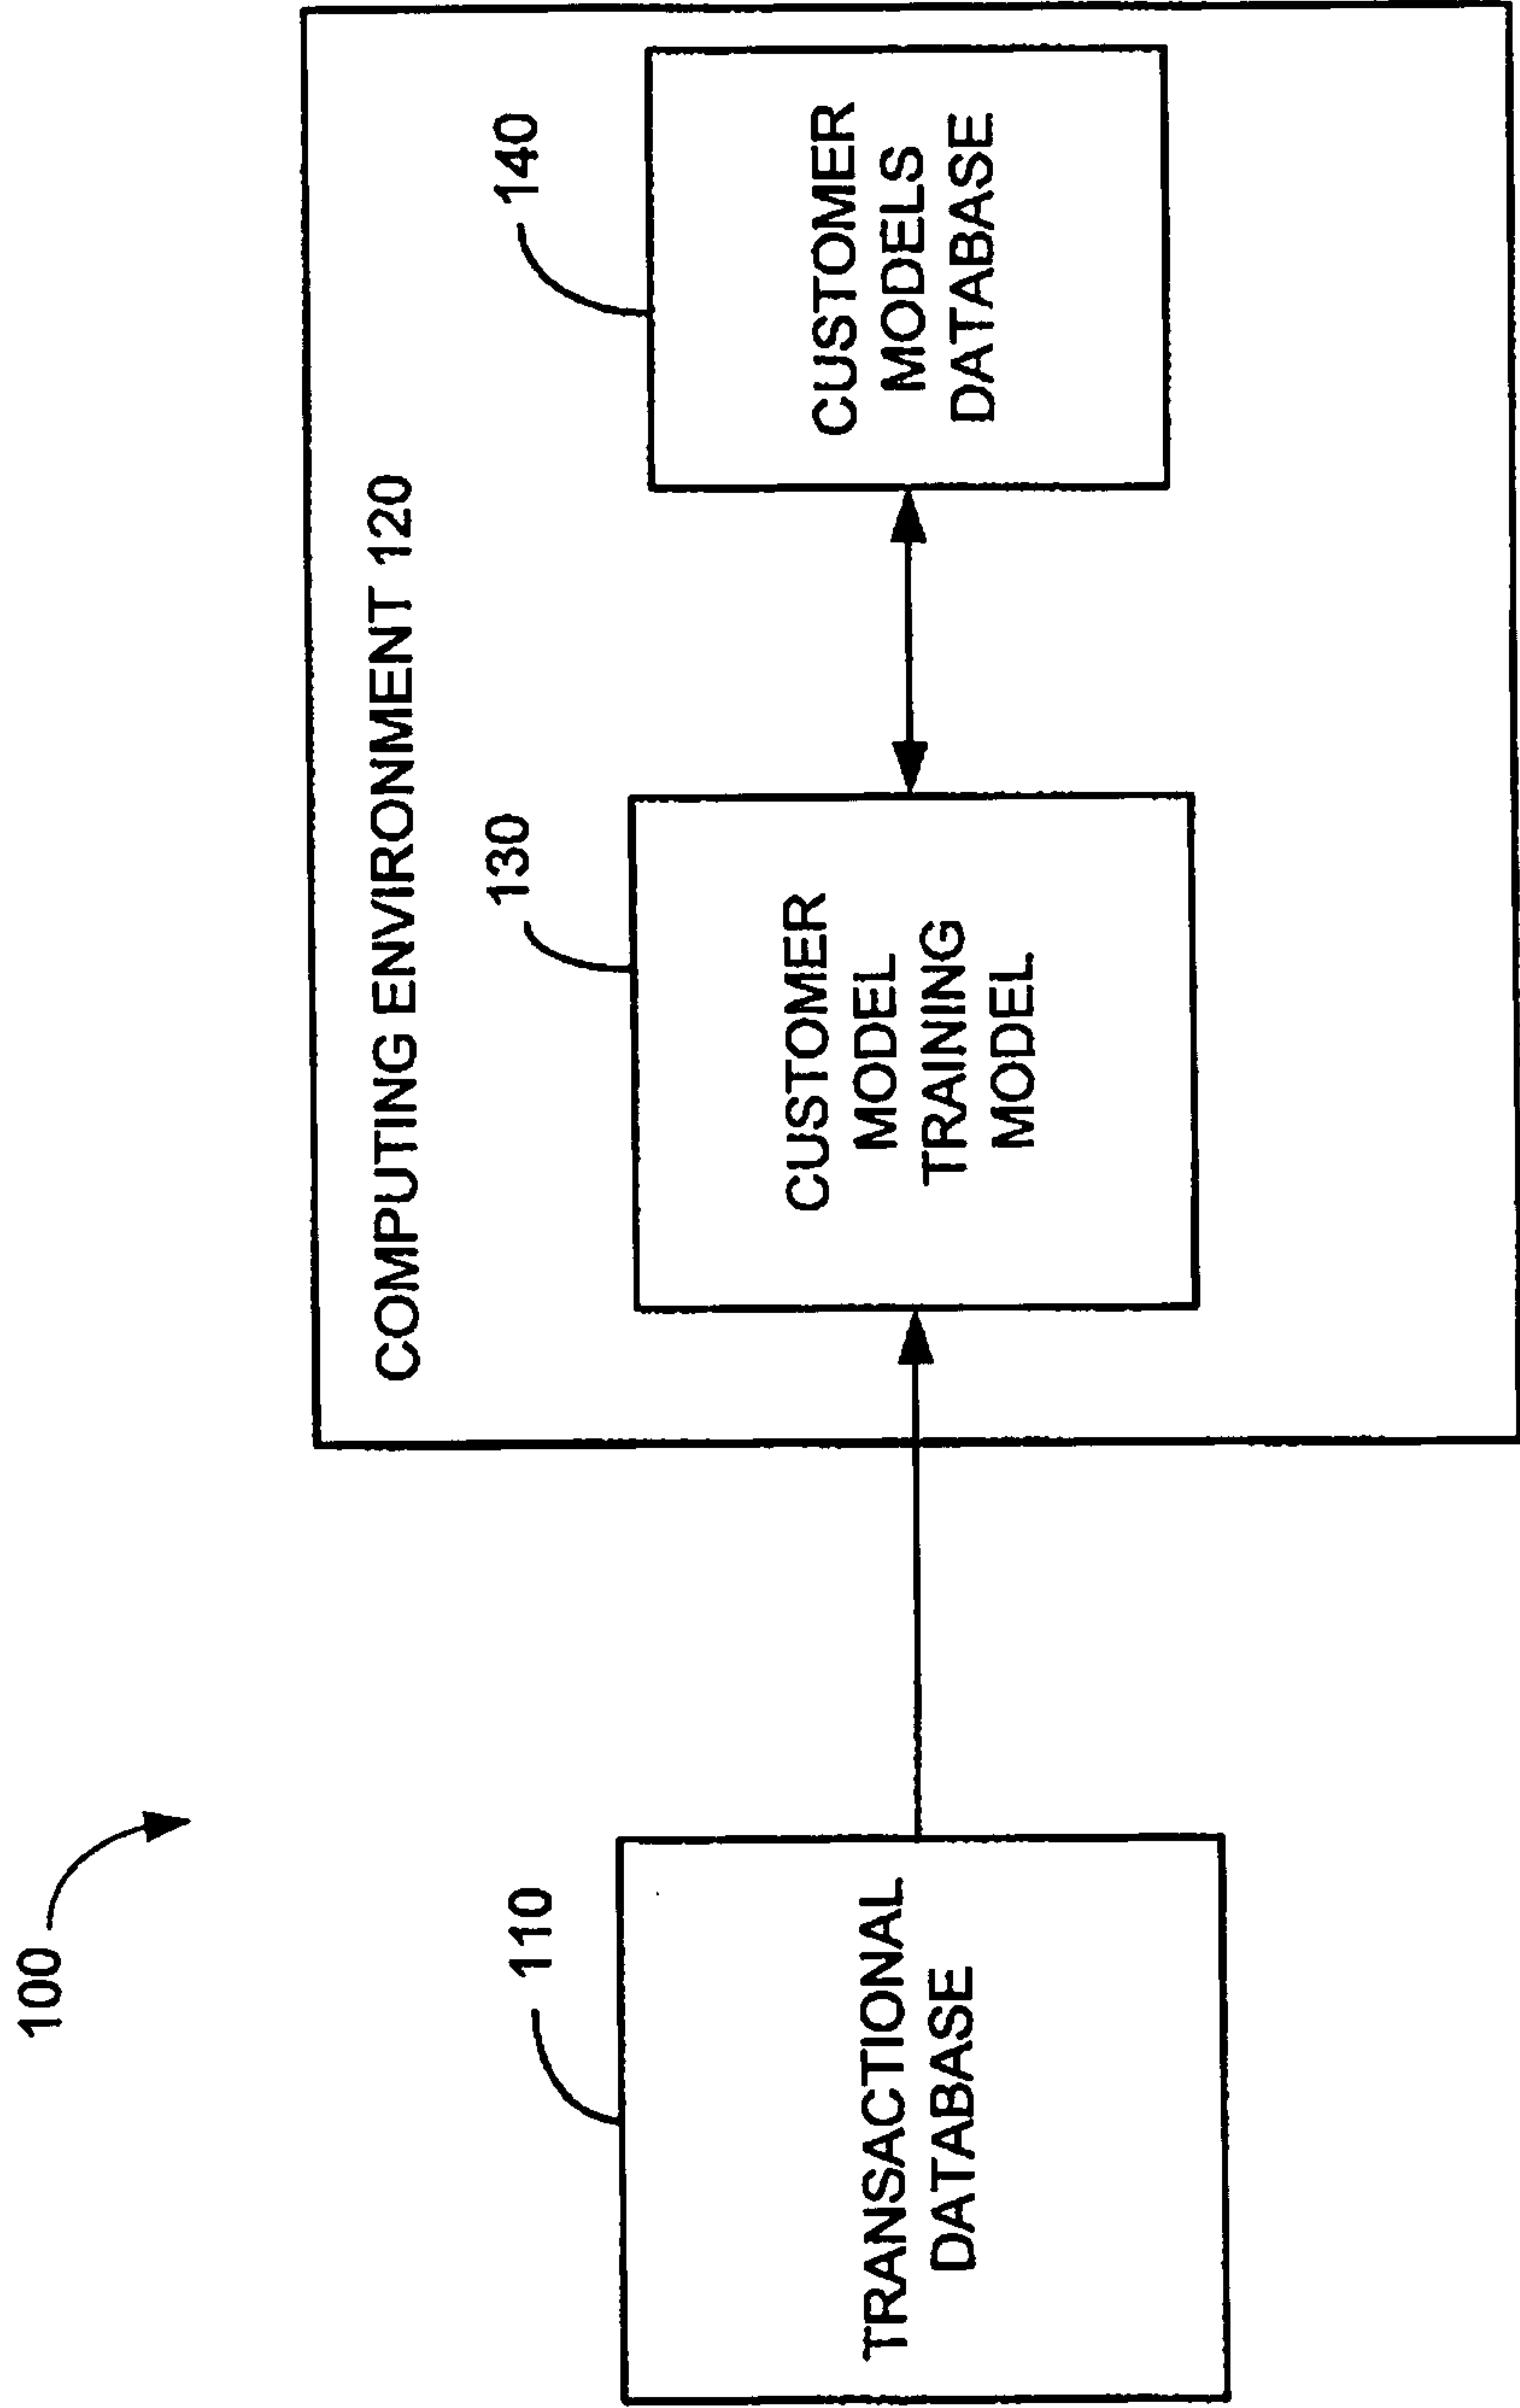 100
110
TRANSACTIONAL
DATABASE
COMPUTING ENVIRONMENT 120
130
CUSTOMER
MODEL
TRAINING
MODEL
140
CUSTOMER
MODELS
DATABASE